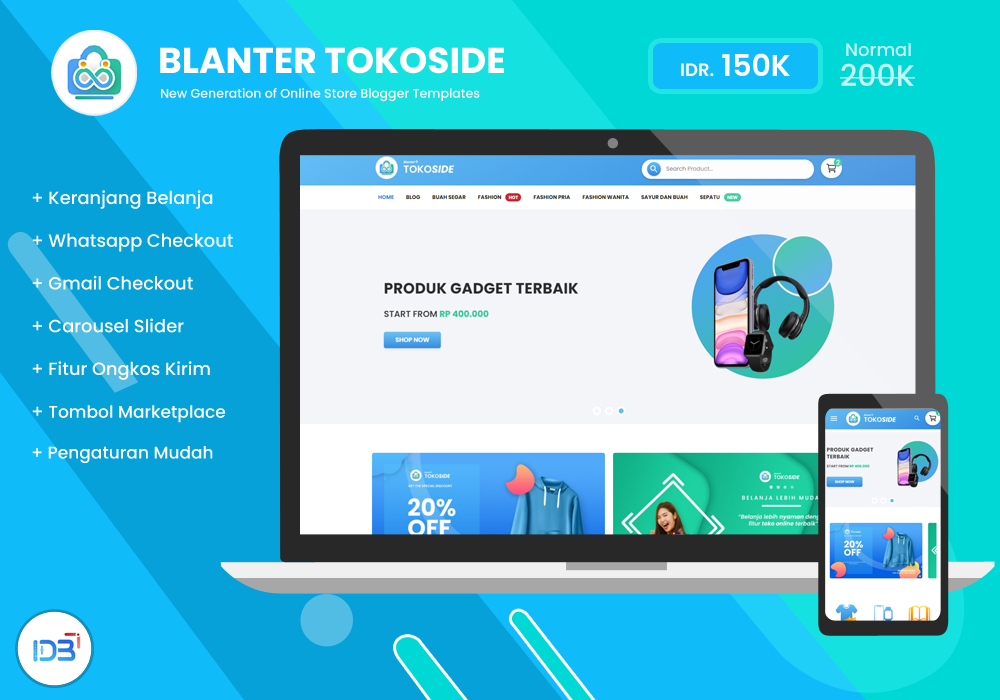 BLANTER TOKOSIDE
New Generation of Online Store Blogger Templates
IDR. 150K
Normal
200K
+ Keranjang Belanja
+ Whatsapp Checkout
+ Gmail Checkout
+ Carousel Slider
+ Fitur Ongkos Kirim
+ Tombol Marketplace
+ Pengaturan Mudah
TOKOSIDE
Search Product...
HOME BLOG BUAH SEGAR FASHION HOT FASHION PRIA FASHION WANITA SAYUR DAN BUAH SEPATU NEW
PRODUK GADGET TERBAIK
START FROM RP 400.000
SHOP NOW
TOKOSIDE
20%
OFF
TOKOSIDE
BELANJA LEBIH MUDA
"Belanja lebih nyaman deng
fitur toko online terbaik"
TOKOSIDE
PRODUK GADGET
TERBAIK
START FROM RP 400.000
SHOP NOW
20%
OFF
IDBi